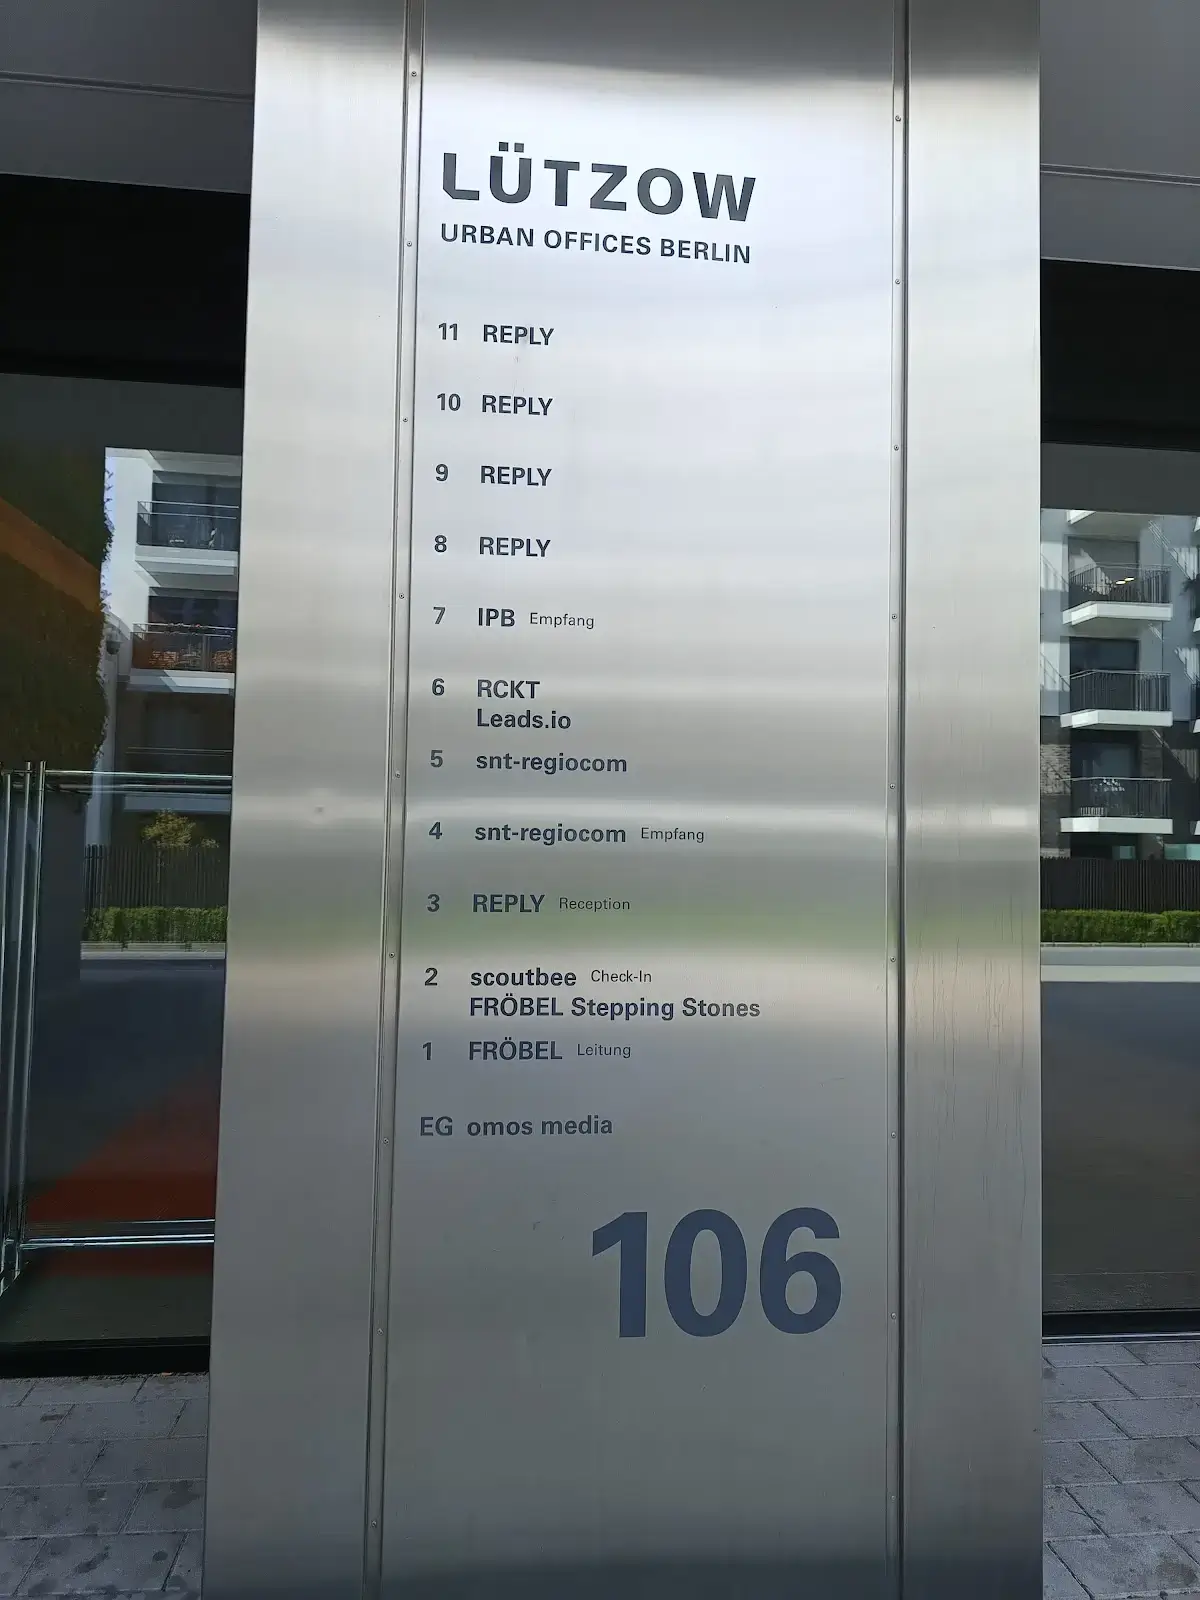 LÜTZOW
URBAN OFFICES BERLIN
11 REPLY
10 REPLY
9 REPLY
8 REPLY
7 IPB Empfang
6 RCKT
Leads.io
5 snt-regiocom
4 snt-regiocom Empfang
3 REPLY Reception
2 scoutbee Check-In
FRÖBEL Stepping Stones
1 FRÖBEL Leitung
EG omos media
106